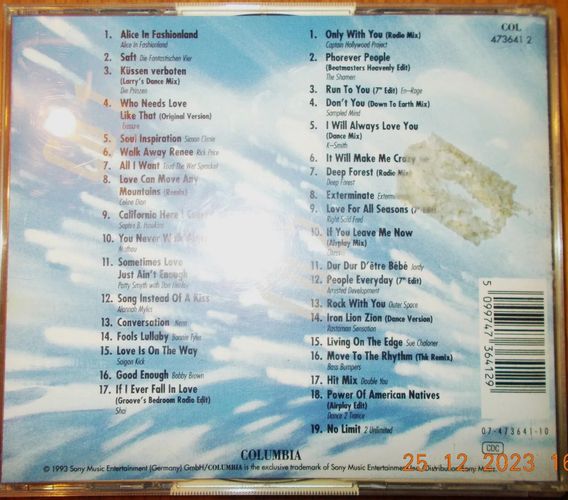 COL
473641 2
1. Alice In Fashionland
Alice In Fashionland
2. Saft Die Fantastischen Vier
3. Küssen verboten
(Larry's Dance Mix)
Die Prinzen
4. Who Needs Love
Like That (Original Version)
Erasure
5. Soul Inspiration Simon Climie
6. Walk Away Renee Rick Price
7. All I Want Toad The Wet Sprocket
8. Love Can Move Any
Mountains (Remix)
Celine Dion
9. California Here I
Sophie B. Hawkins
10. You Never
11. Sometimes Love
Just Ain't Enough
Patty Smyth with Don Henley
12. Song Instead Of A Kiss
Alannah Myles
13. Conversation
14. Fools Lullaby Bonnie Tyler
15. Love Is On The Way
Saigon Kick
16. Good Enough Bobby Brown
17. If I Ever Fall In Love
(Groove's Bedroom Radio Edit)
Shai
1. Only With You (Radio Mix)
Captain Hollywood Project
2. Phorever People
(Beatmasters Heavenly Edit)
The Shamen
3. Run To You (7" Edit) En-Rage
4. Don't You (Down To Earth Mix)
Sampled Mind
5. I Will Always Love You
(Dance Mix)
K-Smith
6. It Will Make Me Crazy
7. Deep Forest (Radio Mix)
Deep Forest
8. Exterminate
9. Love For All Seasons (7" Edit)
Right Said Fred
10. If You Leave Me Now
(Airplay Mix)
11. Dur Dur D'être Bébé Jordy
12. People Everyday (7" Edit)
Arrested Development
13. Rock With You Outer Space
14. Iron Lion Zion (Dance Version)
Rastaman Sensation
15. Living On The Edge Sue Chaloner
16. Move To The Rhythm (Thk Remix)
Bass Bumpers
17. Hit Mix Double You
18. Power Of American Natives
(Airplay Edit)
Dance 2 Trance
19. No Limit 2 Unlimited
5 099747 364129
07-473641-10
CDC
COLUMBIA
© 1993 Sony Music Entertainment (Germany) GmbH/COLUMBIA is the exclusive trademark of Sony Music Entertainment Inc./Distribution Sony Music
25.12.2023 16